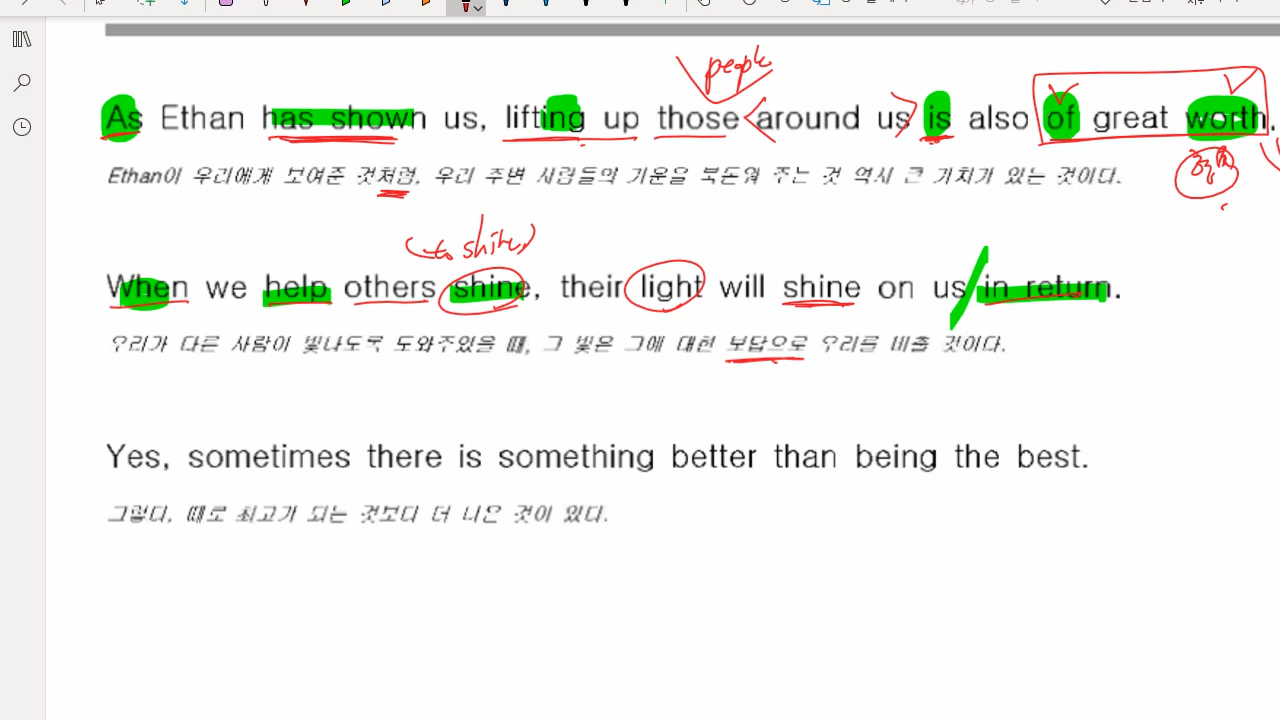 people
As Ethan has shown us, lifting up those around us is also of great worth.
Ethan이 우리에게 보여준 것처럼, 우리 주변 사람들의 기운을 북돋워 주는 것 역시 큰 가치가 있는 것이다.
(to shine)
When we help others shine, their light will shine on us in return.
우리가 다른 사람이 빛나도록 도와주었을 때, 그 빛은 그에 대한 보답으로 우리를 비출 것이다.
Yes, sometimes there is something better than being the best.
그렇다, 때로 최고가 되는 것보다 더 나은 것이 있다.